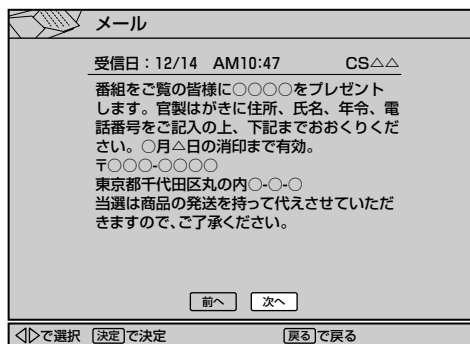 メール
受信日：12/14　AM10:47　CS△△
番組をご覧の皆様に○○○○をプレゼント
します。官製はがきに住所、氏名、年令、電
話番号をご記入の上、下記までおおくりくだ
さい。○月△日の消印まで有効。
〒○○○-○○○○
東京都千代田区丸の内○-○-○
当選は商品の発送を持って代えさせていただ
きますので、ご了承ください。
前へ　次へ
◁▷で選択　決定で決定　戻るで戻る